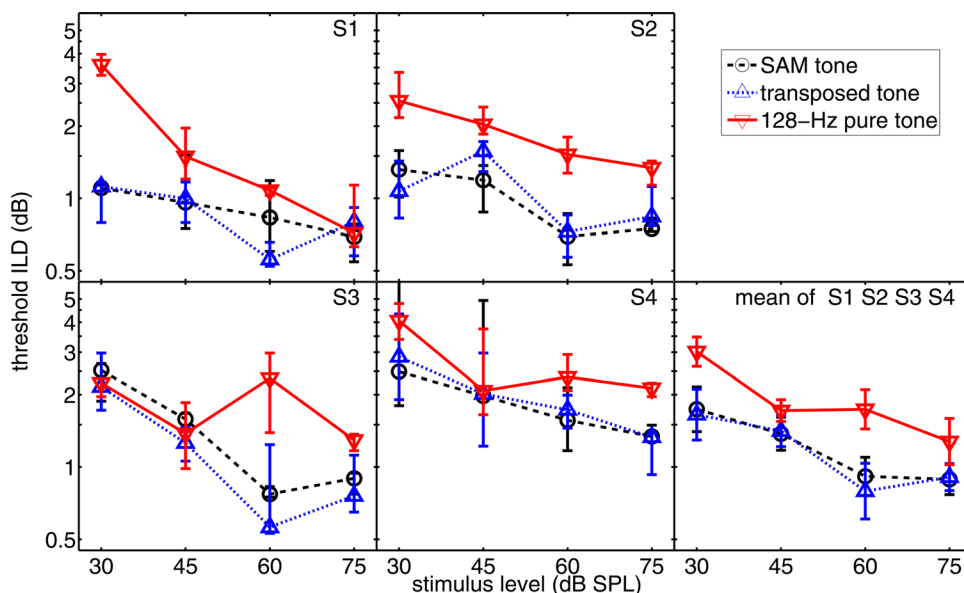 S1
S2
5
4
3
2
1
0.5
SAM tone
transposed tone
128-Hz pure tone
threshold ILD (dB)
S3
S4
mean of S1 S2 S3 S4
5
4
3
2
1
0.5
30 45 60 75 30 45 60 75 30 45 60 75
stimulus level (dB SPL)